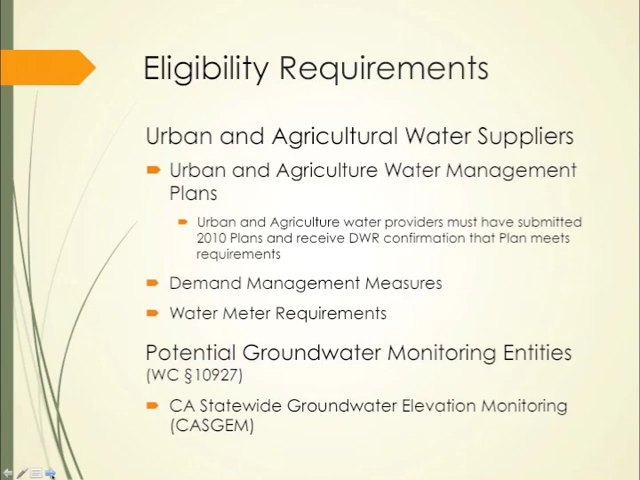 Eligibility Requirements
Urban and Agricultural Water Suppliers
Urban and Agriculture Water Management
Plans
Urban and Agriculture water providers must have submitted
2010 Plans and receive DWR confirmation that Plan meets
requirements
Demand Management Measures
Water Meter Requirements
Potential Groundwater Monitoring Entities
(WC §10927)
CA Statewide Groundwater Elevation Monitoring
(CASGEM)